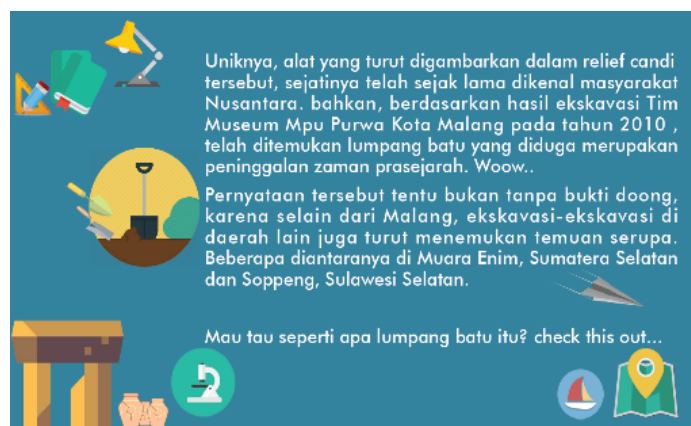 Uniknya, alat yang turut digambarkan dalam relief candi
tersebut, sejatinya telah sejak lama dikenal masyarakat
Nusantara. bahkan, berdasarkan hasil ekskavasi Tim
Museum Mpu Purwa Kota Malang pada tahun 2010 ,
telah ditemukan lumpang batu yang diduga merupakan
peninggalan zaman prasejarah. Woow..
Pernyataan tersebut tentu bukan tanpa bukti doong,
karena selain dari Malang, ekskavasi-ekskavasi di
daerah lain juga turut menemukan temuan serupa.
Beberapa diantaranya di Muara Enim, Sumatera Selatan
dan Soppeng, Sulawesi Selatan.
Mau tau seperti apa lumpang batu itu? check this out...